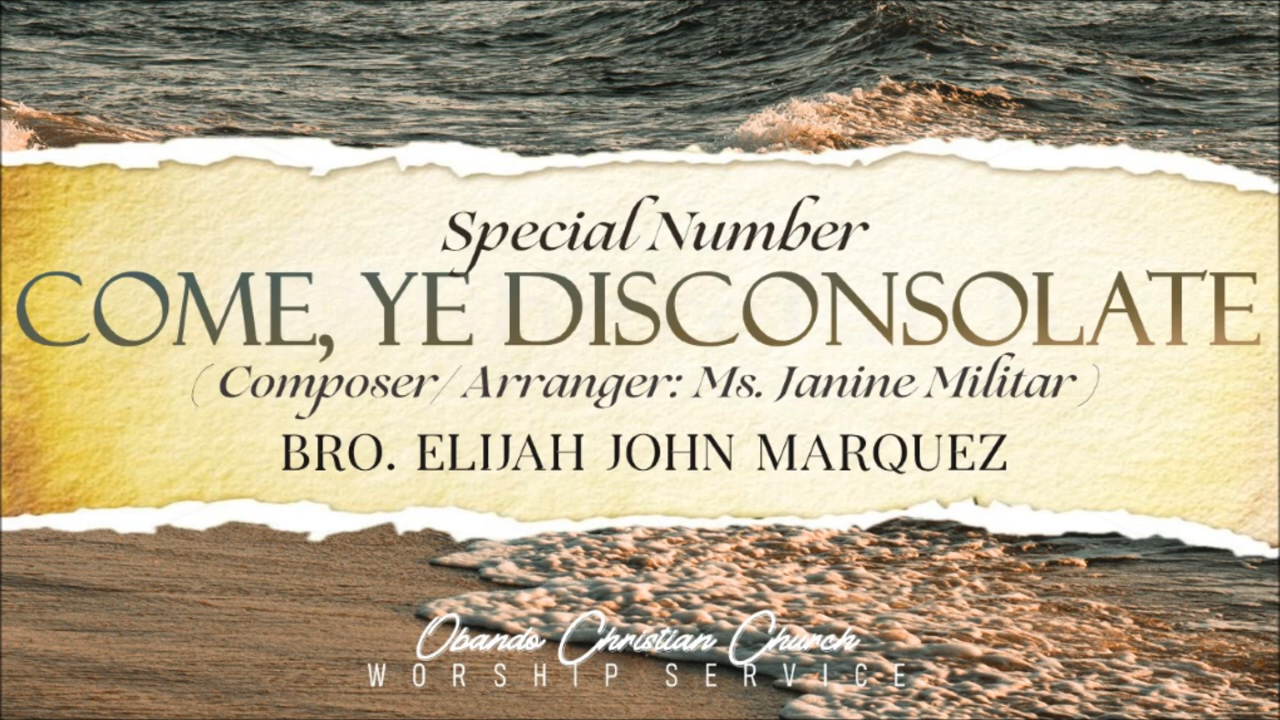 Special Number
COME, YE DISCONSOLATE
( Composer/Arranger: Ms. Janine Militar )
BRO. ELIJAH JOHN MARQUEZ
Obando Christian Church
WORSHIP SERVICE